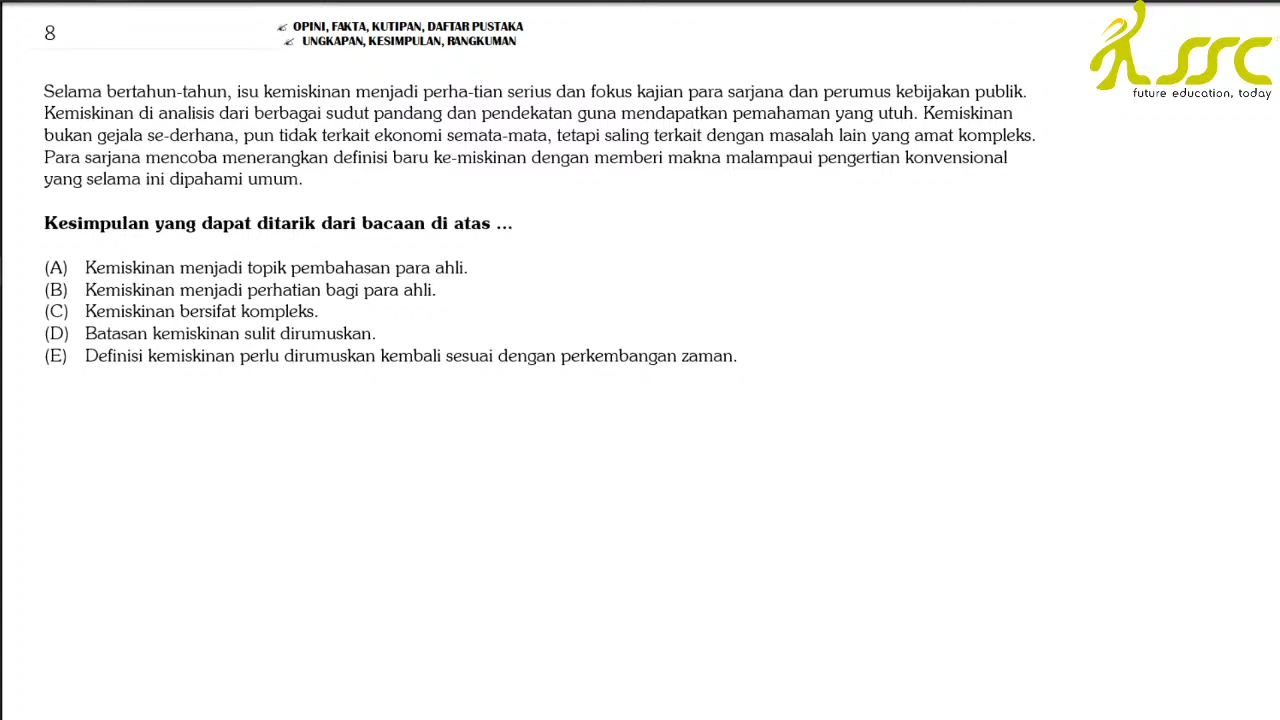 8
OPINI, FAKTA, KUTIPAN, DAFTAR PUSTAKA
UNGKAPAN, KESIMPULAN, RANGKUMAN
SSC
future education, today
Selama bertahun-tahun, isu kemiskinan menjadi perha-tian serius dan fokus kajian para sarjana dan perumus kebijakan publik.
Kemiskinan di analisis dari berbagai sudut pandang dan pendekatan guna mendapatkan pemahaman yang utuh. Kemiskinan
bukan gejala se-derhana, pun tidak terkait ekonomi semata-mata, tetapi saling terkait dengan masalah lain yang amat kompleks.
Para sarjana mencoba menerangkan definisi baru ke-miskinan dengan memberi makna malampaui pengertian konvensional
yang selama ini dipahami umum.
Kesimpulan yang dapat ditarik dari bacaan di atas ...
(A) Kemiskinan menjadi topik pembahasan para ahli.
(B) Kemiskinan menjadi perhatian bagi para ahli.
(C) Kemiskinan bersifat kompleks.
(D) Batasan kemiskinan sulit dirumuskan.
(E) Definisi kemiskinan perlu dirumuskan kembali sesuai dengan perkembangan zaman.